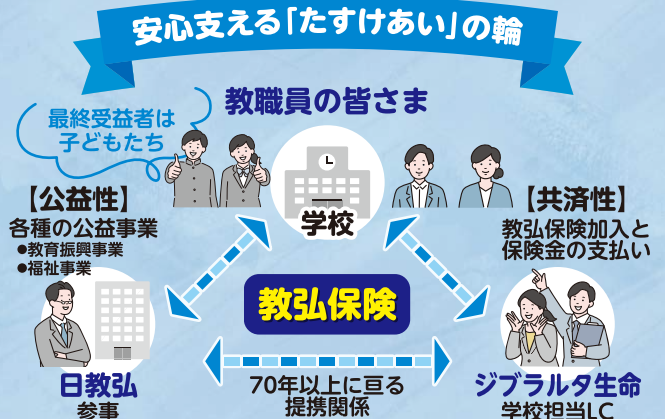 安心支える「たすけあい」の輪
教職員の皆さま
最終受益者は
子どもたち
学校
【公益性】
各種の公益事業
●教育振興事業
●福祉事業
【共済性】
教弘保険加入と
保険金の支払い
教弘保険
日教弘
参事
70年以上に亘る
提携関係
ジブラルタ生命
学校担当LC